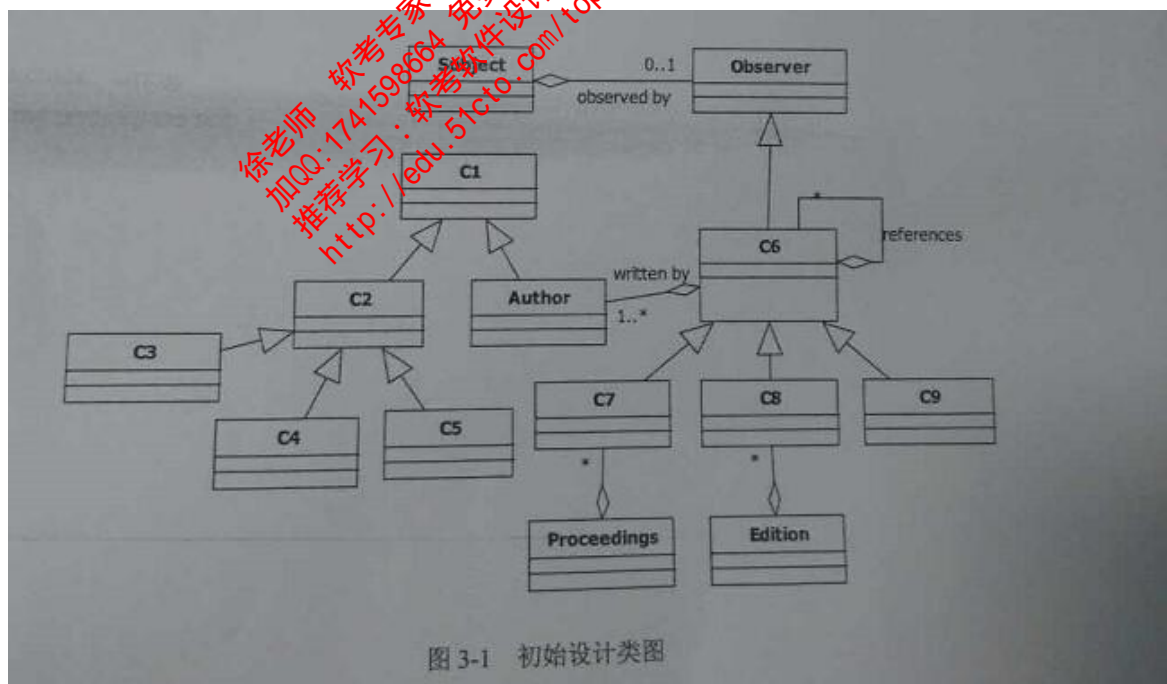 徐老师 软考专家
加QQ:1741598664 免
推荐学习:软考软件设计
http://edu.51cto.com/top
Subject
0..1
Observer
observed by
C1
*
references
C6
written by
C2
Author
1..*
C3
C7
C8
C9
C4
C5
*
*
Proceedings
Edition
图 3-1 初始设计类图